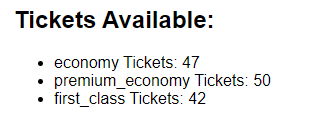 Tickets Available:
economy Tickets: 47
premium_economy Tickets: 50
first_class Tickets: 42